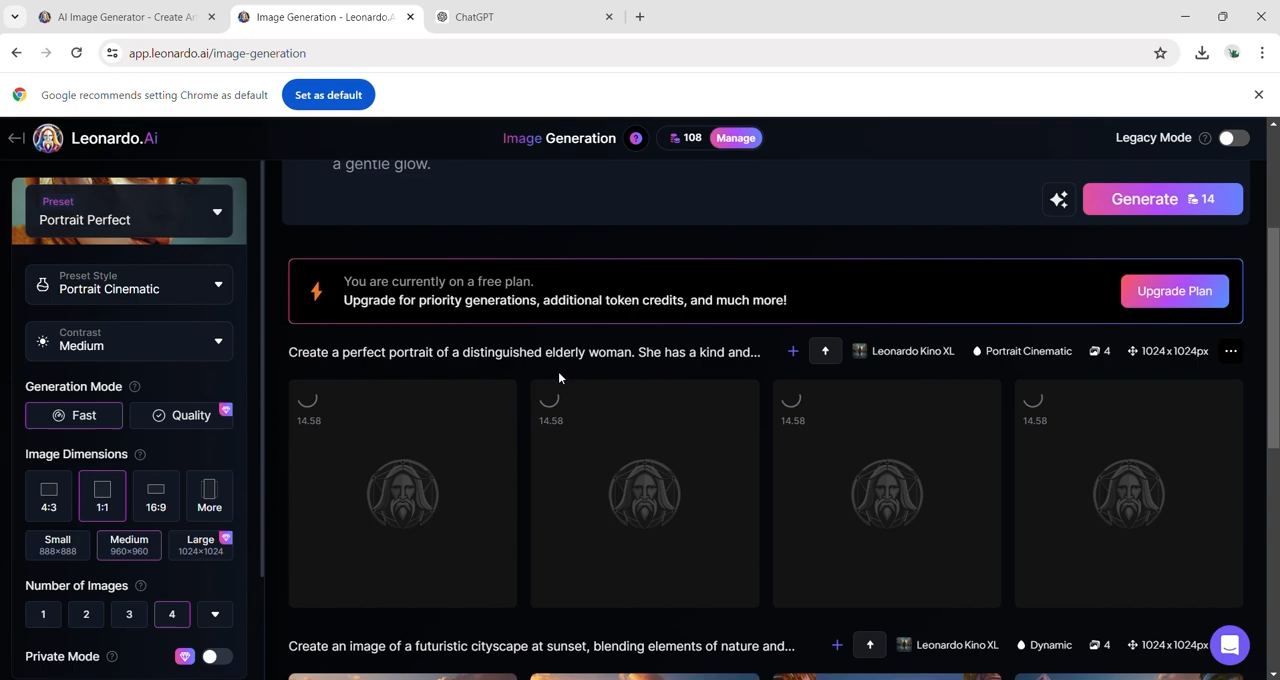 AI Image Generator - Create Ar
Image Generation - Leonardo.A
ChatGPT
app.leonardo.ai/image-generation
Google recommends setting Chrome as default
Set as default
Leonardo.Ai
Image Generation
?
108
Manage
Legacy Mode
?
a gentle glow.
Generate 14
Preset
Portrait Perfect
Preset Style
Portrait Cinematic
Contrast
Medium
Generation Mode ?
Fast
Quality
Image Dimensions ?
4:3
1:1
16:9
More
Small
888×888
Medium
960×960
Large
1024×1024
Number of Images ?
1
2
3
4
Private Mode ?
You are currently on a free plan.
Upgrade for priority generations, additional token credits, and much more!
Upgrade Plan
Create a perfect portrait of a distinguished elderly woman. She has a kind and...
Leonardo Kino XL
Portrait Cinematic
4
1024 x 1024px
14.58
14.58
14.58
14.58
Create an image of a futuristic cityscape at sunset, blending elements of nature and...
Leonardo Kino XL
Dynamic
4
1024 x 1024px